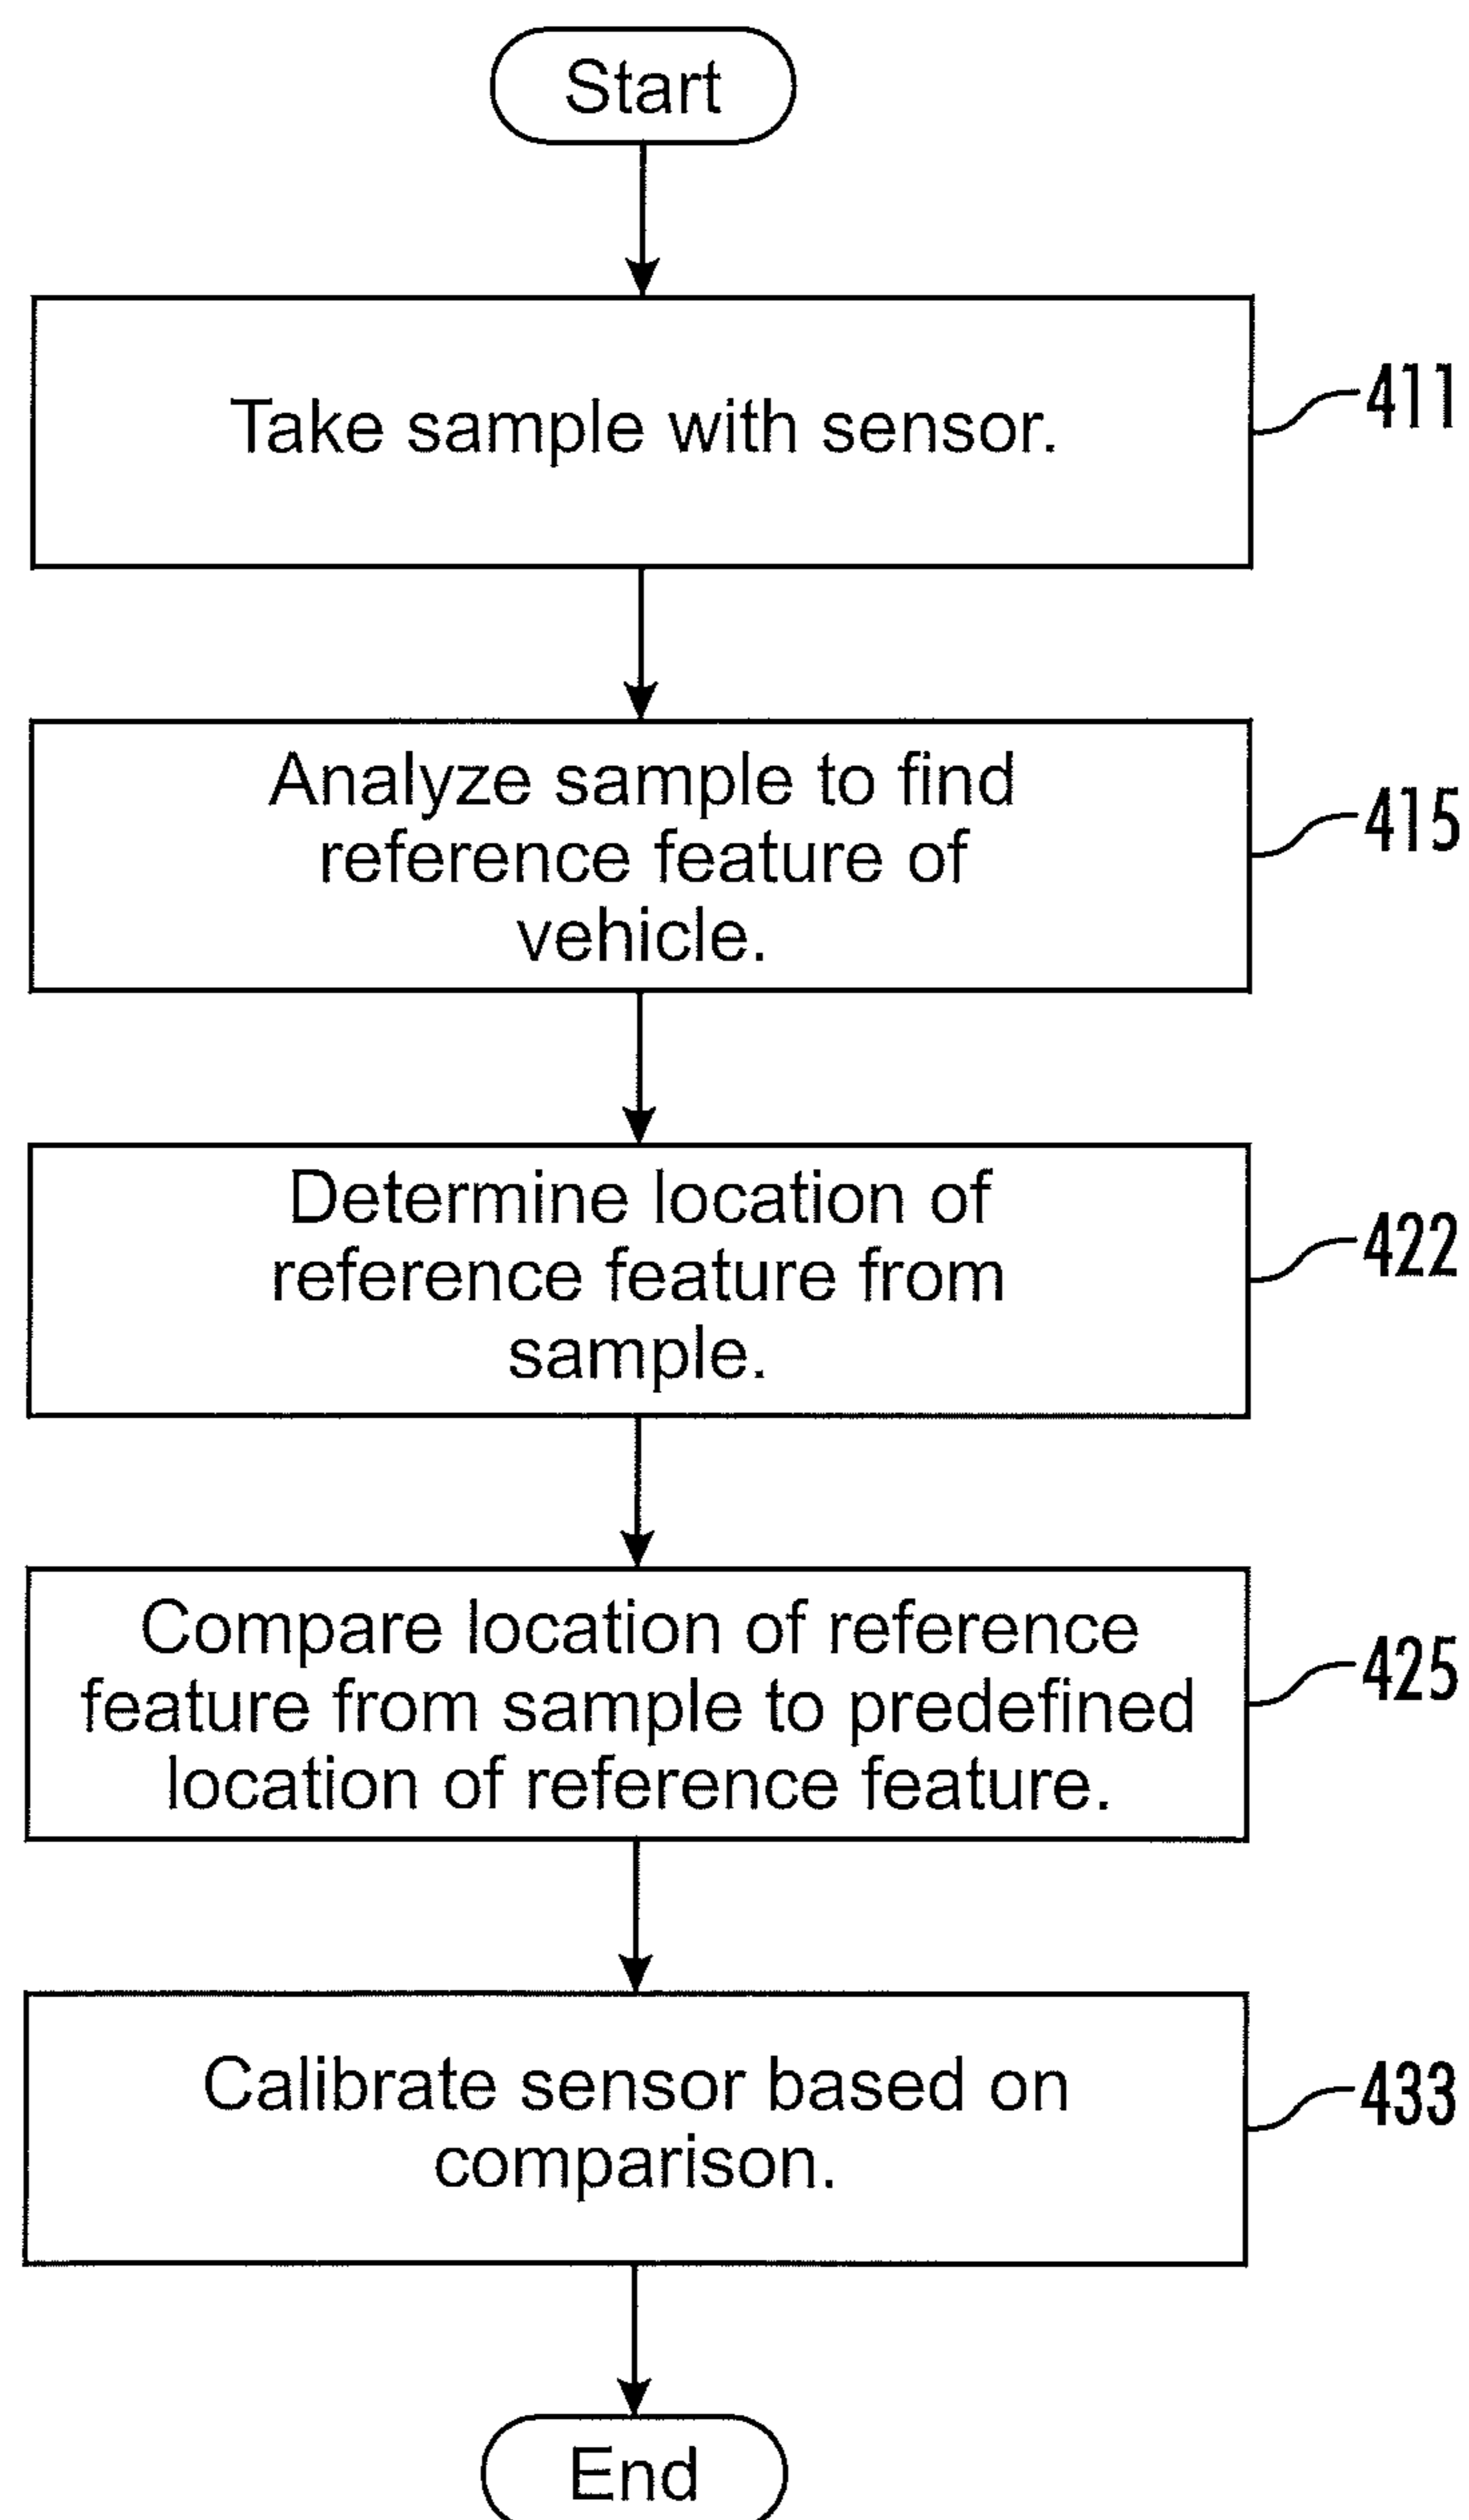 Start
Take sample with sensor.
411
Analyze sample to find
reference feature of
vehicle.
415
Determine location of
reference feature from
sample.
422
Compare location of reference
feature from sample to predefined
location of reference feature.
425
Calibrate sensor based on
comparison.
433
End